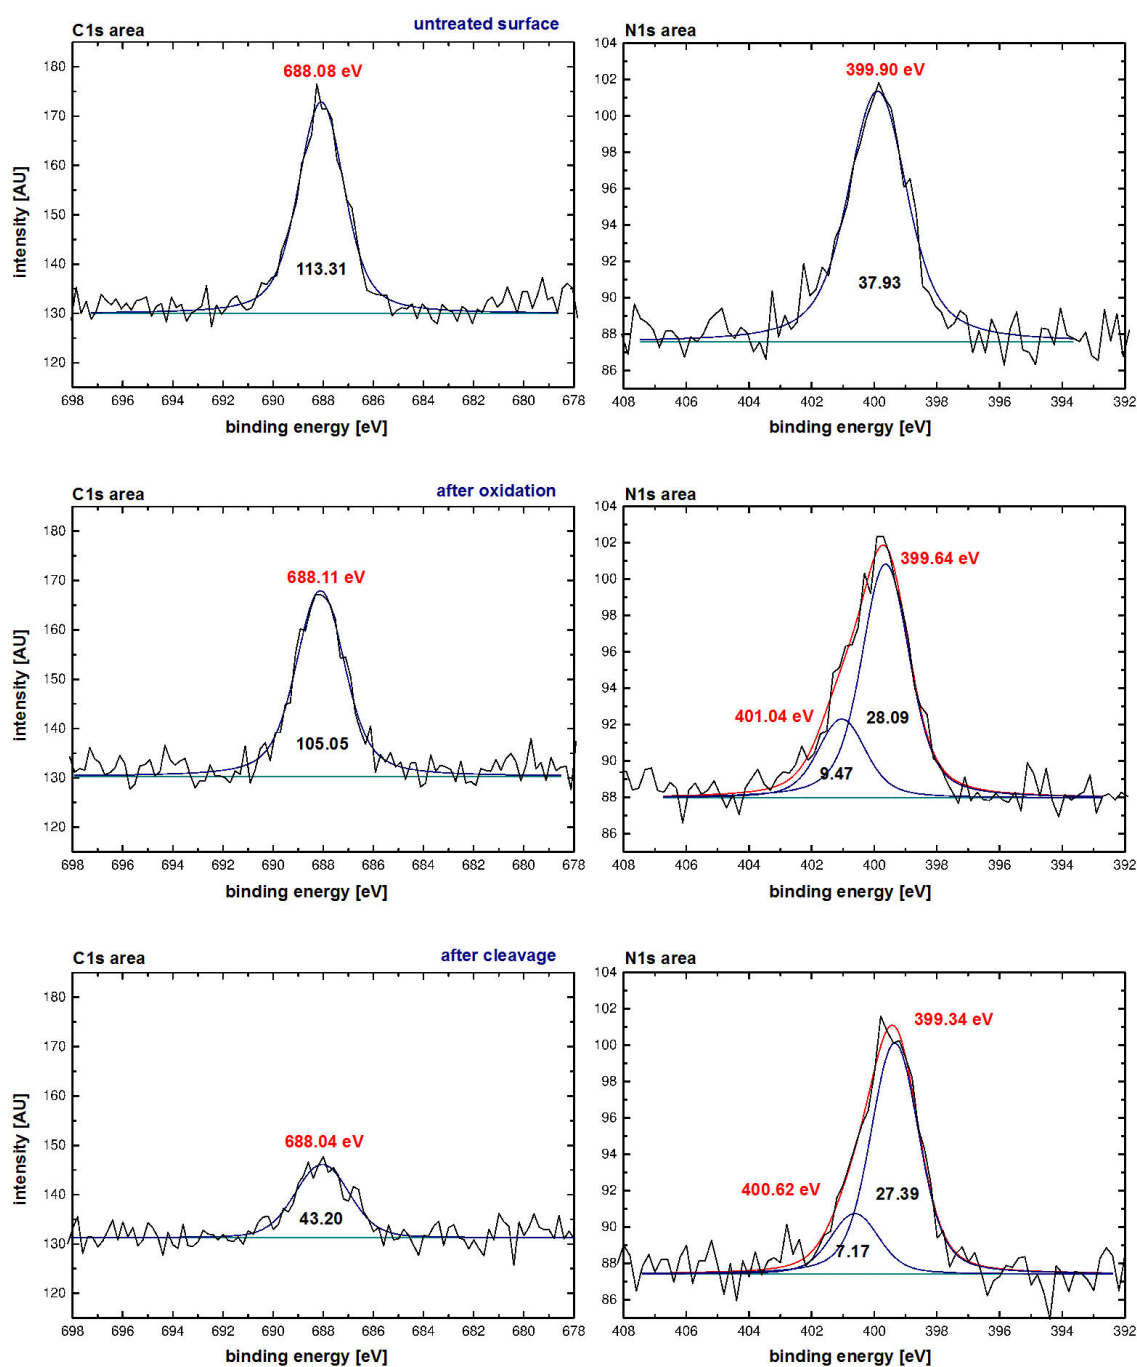 C1s area
untreated surface
N1s area
688.08 eV
399.90 eV
113.31
37.93
intensity [AU]
180
170
160
150
140
130
120
104
102
100
98
96
94
92
90
88
86
698 696 694 692 690 688 686 684 682 680 678
408 406 404 402 400 398 396 394 392
binding energy [eV]
binding energy [eV]
C1s area
after oxidation
N1s area
688.11 eV
399.64 eV
401.04 eV
105.05
28.09
9.47
intensity [AU]
180
170
160
150
140
130
120
104
102
100
98
96
94
92
90
88
86
698 696 694 692 690 688 686 684 682 680 678
408 406 404 402 400 398 396 394 392
binding energy [eV]
binding energy [eV]
C1s area
after cleavage
N1s area
688.04 eV
399.34 eV
400.62 eV
43.20
27.39
7.17
intensity [AU]
180
170
160
150
140
130
120
104
102
100
98
96
94
92
90
88
86
698 696 694 692 690 688 686 684 682 680 678
408 406 404 402 400 398 396 394 392
binding energy [eV]
binding energy [eV]